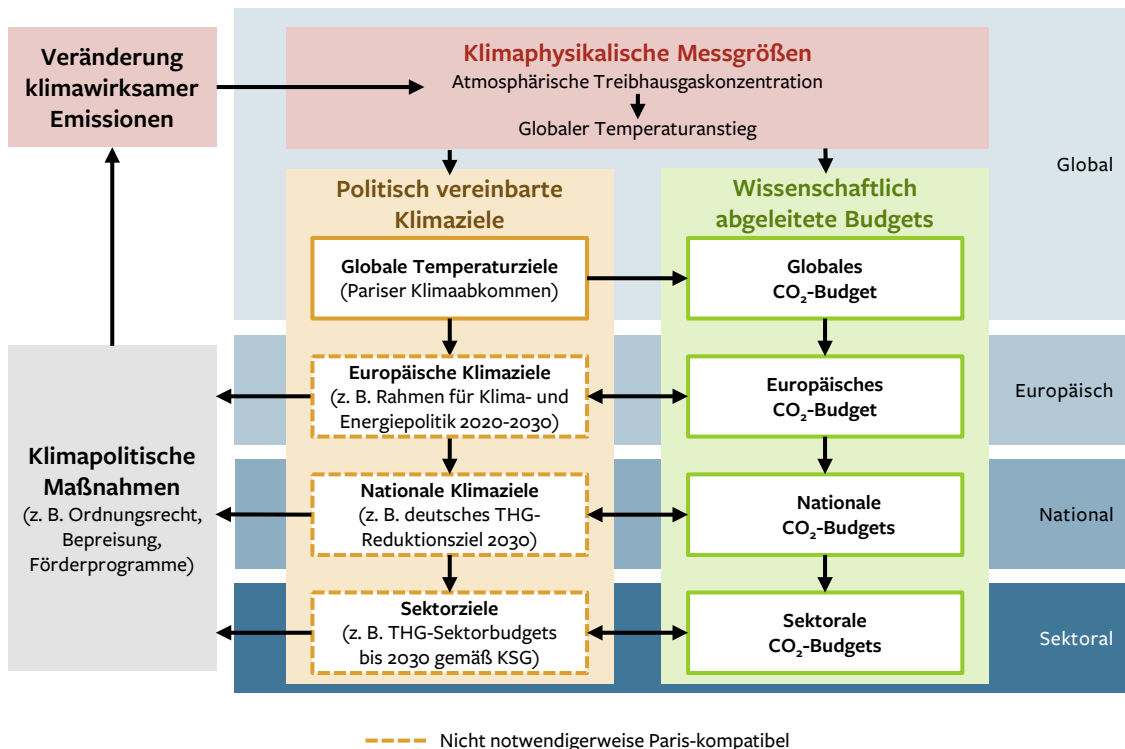 Veränderung
klimawirksamer
Emissionen
Klimaphysikalische Messgrößen
Atmosphärische Treibhausgaskonzentration
Globaler Temperaturanstieg
Global
Politisch vereinbarte
Klimaziele
Wissenschaftlich
abgeleitete Budgets
Globale Temperaturziele
(Pariser Klimaabkommen)
Globales
CO₂-Budget
Europäische Klimaziele
(z. B. Rahmen für Klima- und
Energiepolitik 2020-2030)
Europäisches
CO₂-Budget
Europäisch
Klimapolitische
Maßnahmen
(z. B. Ordnungsrecht,
Bepreisung,
Förderprogramme)
Nationale Klimaziele
(z. B. deutsches THG-
Reduktionsziel 2030)
Nationale
CO₂-Budgets
National
Sektorziele
(z. B. THG-Sektorbudgets
bis 2030 gemäß KSG)
Sektorale
CO₂-Budgets
Sektoral
Nicht notwendigerweise Paris-kompatibel